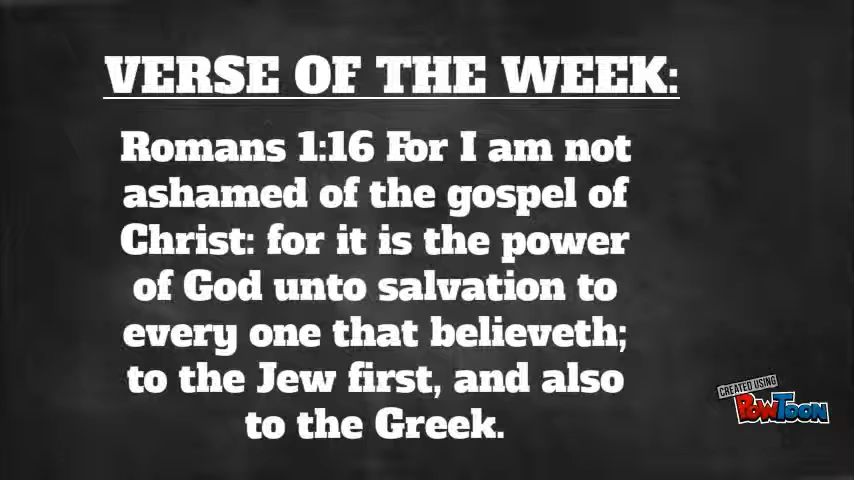 VERSE OF THE WEEK:
Romans 1:16 For I am not
ashamed of the gospel of
Christ: for it is the power
of God unto salvation to
every one that believeth;
to the Jew first, and also
to the Greek.
CREATED USING
POWTOON